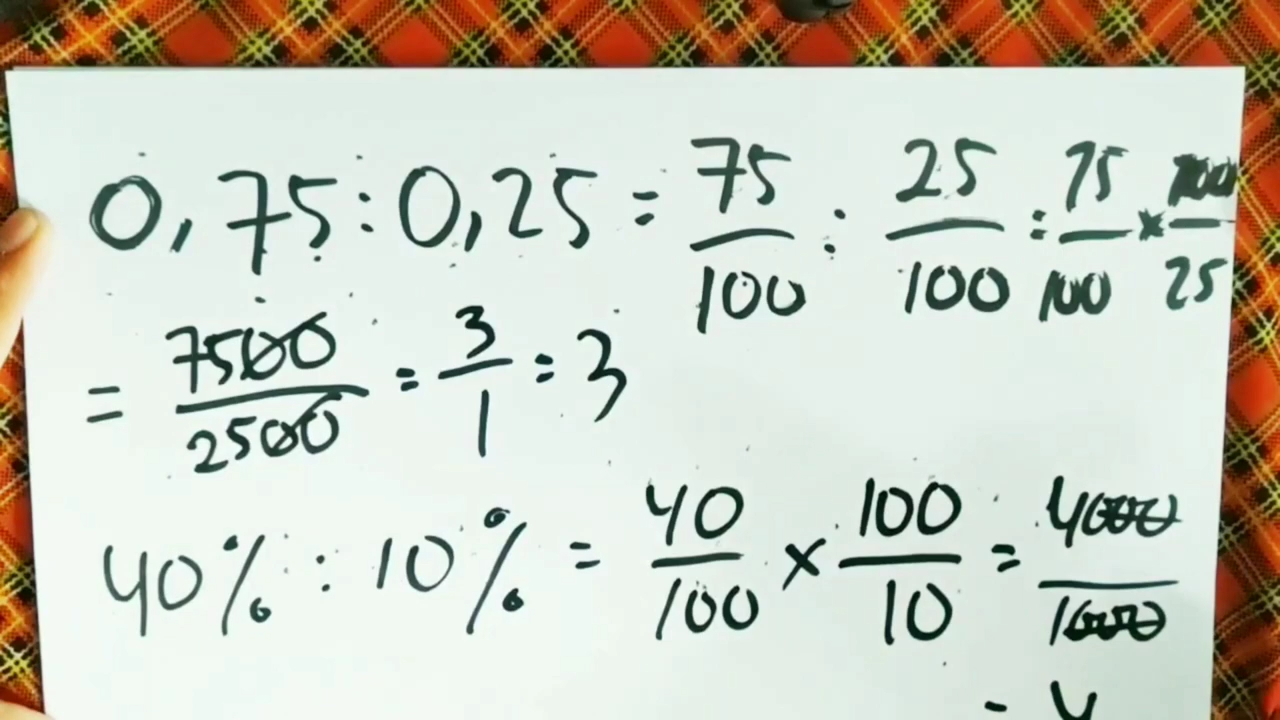 0,75 : 0,25 = 75/100 : 25/100 = 75/100 × 100/25
= 7500/2500 = 3/1 = 3
40% : 10% = 40/100 × 100/10 = 4000/1000
= 4